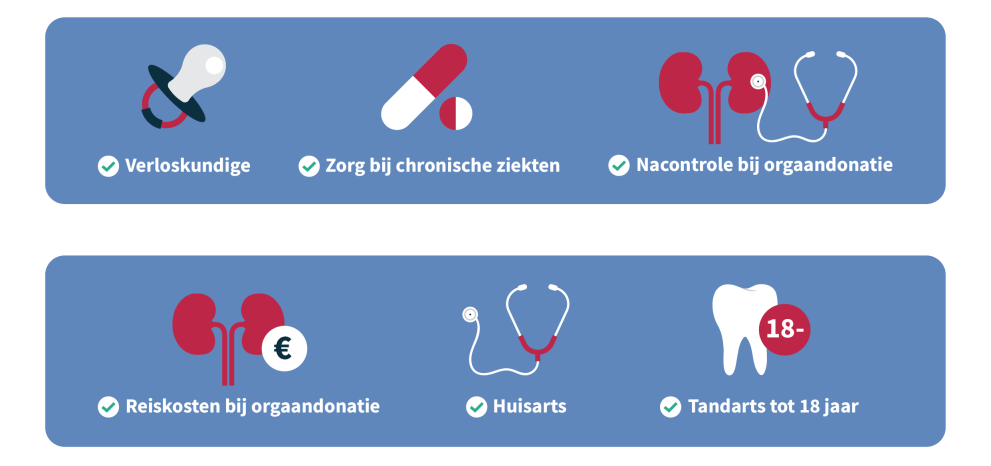 Verloskundige
Zorg bij chronische ziekten
Nacontrole bij orgaandonatie
€
18-
Reiskosten bij orgaandonatie
Huisarts
Tandarts tot 18 jaar